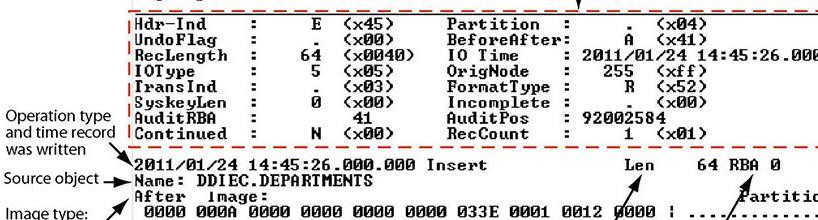 Hdr-Ind : E (x45) Partition : . (x04)
UndoFlag : . (x00) BeforeAfter: A (x41)
RecLength : 64 (x0040) IO Time : 2011/01/24 14:45:26.000
IOType : 5 (x05) OrigNode : 255 (xff)
TransInd : . (x03) FormatType : R (x52)
SyskeyLen : 0 (x00) Incomplete : . (x00)
AuditRBA : 41 AuditPos : 92002584
Continued : N (x00) RecCount : 1 (x01)
Operation type
and time record
was written
2011/01/24 14:45:26.000.000 Insert Len 64 RBA 0
Source object
Name: DDIEC.DEPARTMENTS
After Image: Partitio
Image type:
0000 000A 0000 0000 0000 0000 033E 0001 0012 0000 | ..................